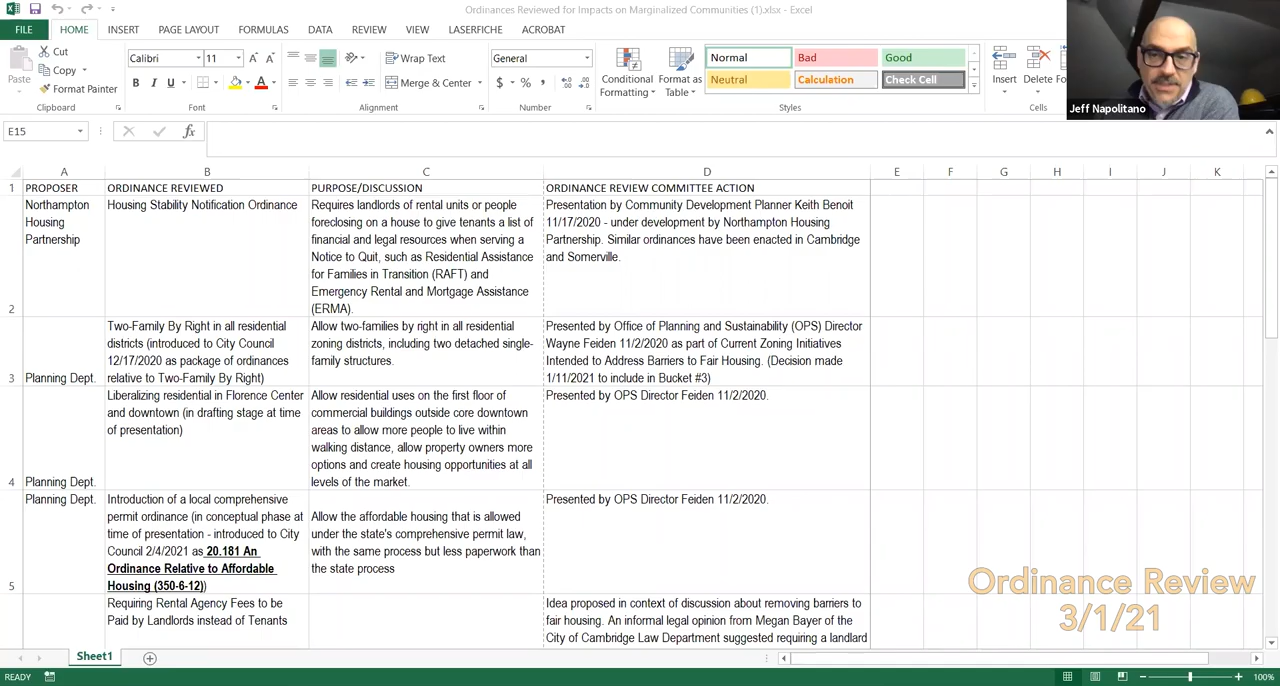 Ordinances Reviewed for Impacts on Marginalized Communities (1).xlsx - Excel
FILE HOME INSERT PAGE LAYOUT FORMULAS DATA REVIEW VIEW LASERFICHE ACROBAT
Paste
Cut
Copy
Format Painter
Clipboard
Calibri 11
B I U
Font
Wrap Text
Merge & Center
Alignment
General
$ % ,
Number
Conditional
Formatting
Format as
Table
Normal Bad Good
Neutral Calculation Check Cell
Styles
Insert Delete Fo
Cells
Jeff Napolitano
E15
fx
A B C D E F G H I J K
1 PROPOSER ORDINANCE REVIEWED PURPOSE/DISCUSSION ORDINANCE REVIEW COMMITTEE ACTION
Northampton
Housing
Partnership
Housing Stability Notification Ordinance
Requires landlords of rental units or people
foreclosing on a house to give tenants a list of
financial and legal resources when serving a
Notice to Quit, such as Residential Assistance
for Families in Transition (RAFT) and
Emergency Rental and Mortgage Assistance
(ERMA).
Presentation by Community Development Planner Keith Benoit
11/17/2020 - under development by Northampton Housing
Partnership. Similar ordinances have been enacted in Cambridge
and Somerville.
2
Two-Family By Right in all residential
districts (introduced to City Council
12/17/2020 as package of ordinances
relative to Two-Family By Right)
Allow two-families by right in all residential
zoning districts, including two detached single-
family structures.
Presented by Office of Planning and Sustainability (OPS) Director
Wayne Feiden 11/2/2020 as part of Current Zoning Initiatives
Intended to Address Barriers to Fair Housing. (Decision made
1/11/2021 to include in Bucket #3)
3 Planning Dept.
Liberalizing residential in Florence Center
and downtown (in drafting stage at time
of presentation)
Allow residential uses on the first floor of
commercial buildings outside core downtown
areas to allow more people to live within
walking distance, allow property owners more
options and create housing opportunities at all
levels of the market.
Presented by OPS Director Feiden 11/2/2020.
4 Planning Dept.
Planning Dept.
Introduction of a local comprehensive
permit ordinance (in conceptual phase at
time of presentation - introduced to City
Council 2/4/2021 as 20.181 An
Ordinance Relative to Affordable
Housing (350-6-12))
Allow the affordable housing that is allowed
under the state's comprehensive permit law,
with the same process but less paperwork than
the state process
Presented by OPS Director Feiden 11/2/2020.
5
Requiring Rental Agency Fees to be
Paid by Landlords instead of Tenants
Idea proposed in context of discussion about removing barriers to
fair housing. An informal legal opinion from Megan Bayer of the
City of Cambridge Law Department suggested requiring a landlard
Ordinance Review
3/1/21
Sheet1
READY
100%